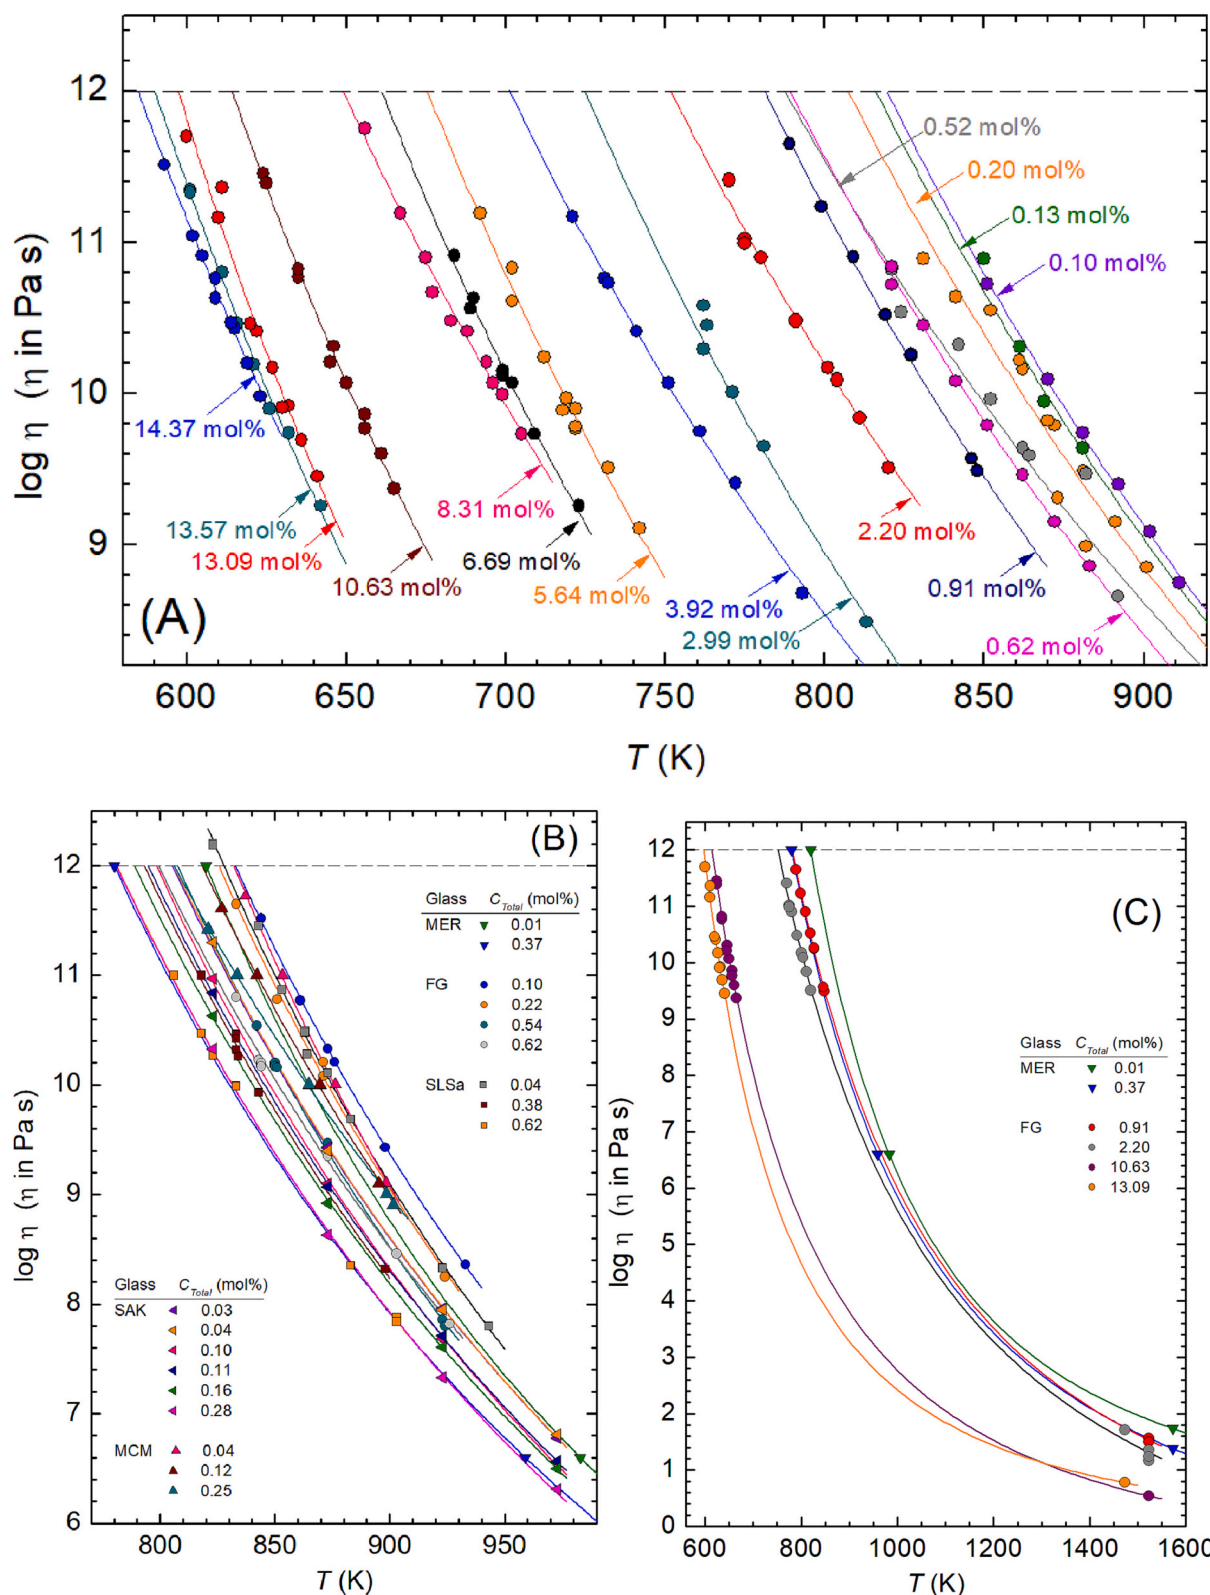 12
11
10
9
log η (η in Pa s)
0.52 mol%
0.20 mol%
0.13 mol%
0.10 mol%
14.37 mol%
13.57 mol%
13.09 mol%
10.63 mol%
8.31 mol%
6.69 mol%
5.64 mol%
3.92 mol%
2.99 mol%
2.20 mol%
0.91 mol%
0.62 mol%
(A)
600 650 700 750 800 850 900
T (K)
(B)
12
11
10
9
8
7
6
log η (η in Pa s)
Glass C_Total (mol%)
MER 0.01
0.37
FG 0.10
0.22
0.54
0.62
SLSa 0.04
0.38
0.62
Glass C_Total (mol%)
SAK 0.03
0.04
0.10
0.11
0.16
0.28
MCM 0.04
0.12
0.25
800 850 900 950
T (K)
(C)
12
11
10
9
8
7
6
5
4
3
2
1
0
log η (η in Pa s)
Glass C_Total (mol%)
MER 0.01
0.37
FG 0.91
2.20
10.63
13.09
600 800 1000 1200 1400 1600
T (K)